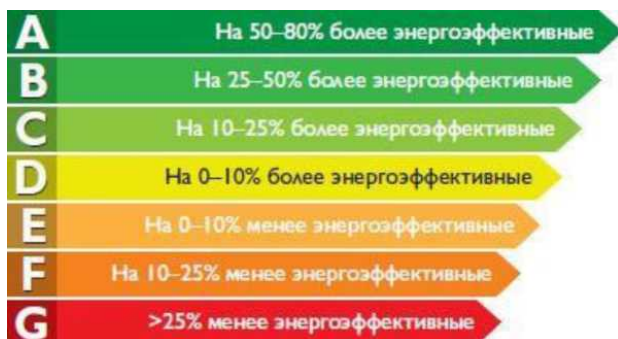 A На 50–80% более энергоэффективные
B На 25–50% более энергоэффективные
C На 10–25% более энергоэффективные
D На 0–10% более энергоэффективные
E На 0–10% менее энергоэффективные
F На 10–25% менее энергоэффективные
G >25% менее энергоэффективные